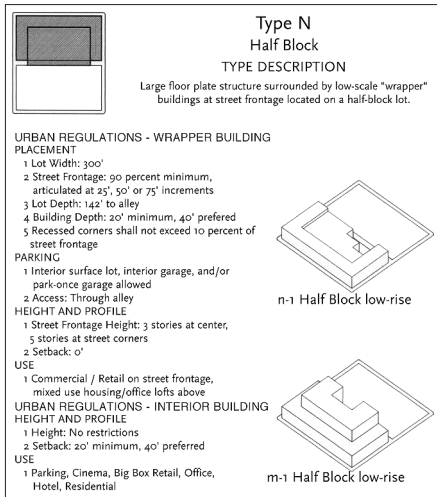 Type N
Half Block
TYPE DESCRIPTION
Large floor plate structure surrounded by low-scale "wrapper"
buildings at street frontage located on a half-block lot.
URBAN REGULATIONS - WRAPPER BUILDING
PLACEMENT
1 Lot Width: 300'
2 Street Frontage: 90 percent minimum,
articulated at 25', 50' or 75' increments
3 Lot Depth: 142' to alley
4 Building Depth: 20' minimum, 40' prefered
5 Recessed corners shall not exceed 10 percent of
street frontage
PARKING
1 Interior surface lot, interior garage, and/or
park-once garage allowed
2 Access: Through alley
HEIGHT AND PROFILE
1 Street Frontage Height: 3 stories at center,
5 stories at street corners
2 Setback: 0'
USE
1 Commercial / Retail on street frontage,
mixed use housing/office lofts above
URBAN REGULATIONS - INTERIOR BUILDING
HEIGHT AND PROFILE
1 Height: No restrictions
2 Setback: 20' minimum, 40' preferred
USE
1 Parking, Cinema, Big Box Retail, Office,
Hotel, Residential
n-1 Half Block low-rise
m-1 Half Block low-rise